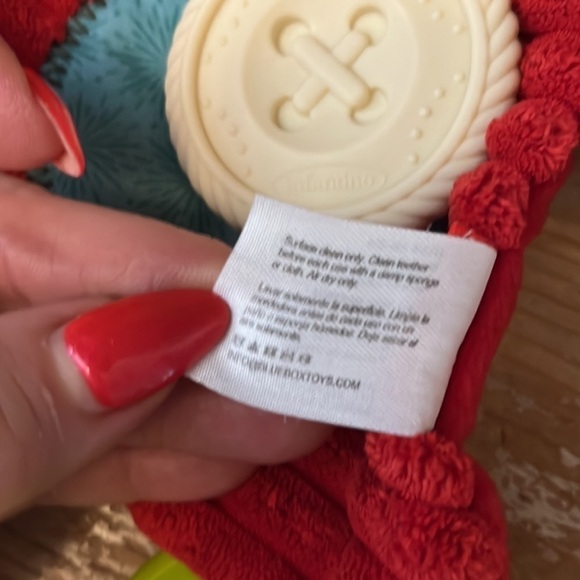 infantino
Surface clean only. Clean teether
before each use with a damp sponge
or cloth. Air dry only.
Lavar solamente la superficie. Limpie la
mordedera antes de cada uso con un
paño o esponja húmedos. Deje secar al
aire solamente.
INFO@BLUEBOXTOYS.COM